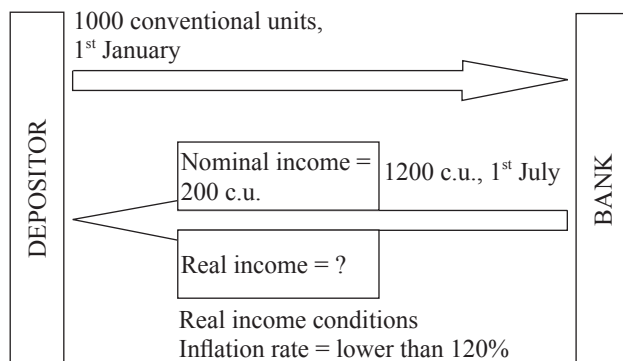 1000 conventional units,
1st January
DEPOSITOR
Nominal income =
200 c.u.
1200 c.u., 1st July
BANK
Real income = ?
Real income conditions
Inflation rate = lower than 120%